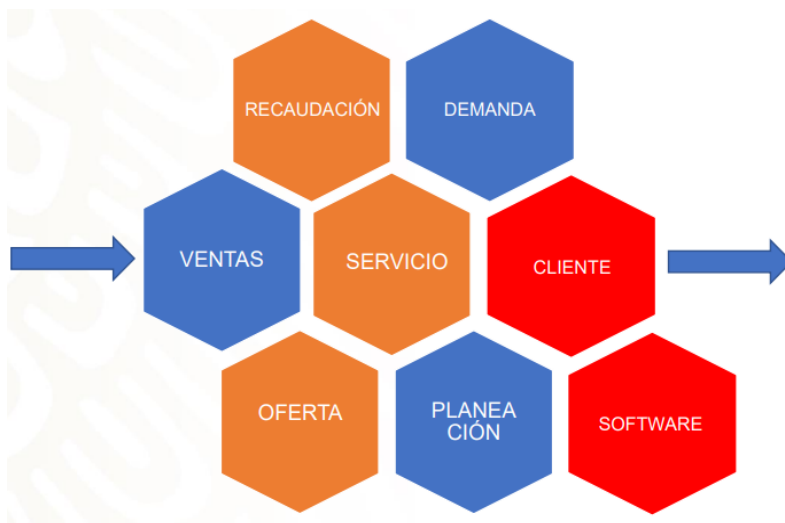 RECAUDACIÓN
DEMANDA
VENTAS
SERVICIO
CLIENTE
OFERTA
PLANEA
CIÓN
SOFTWARE